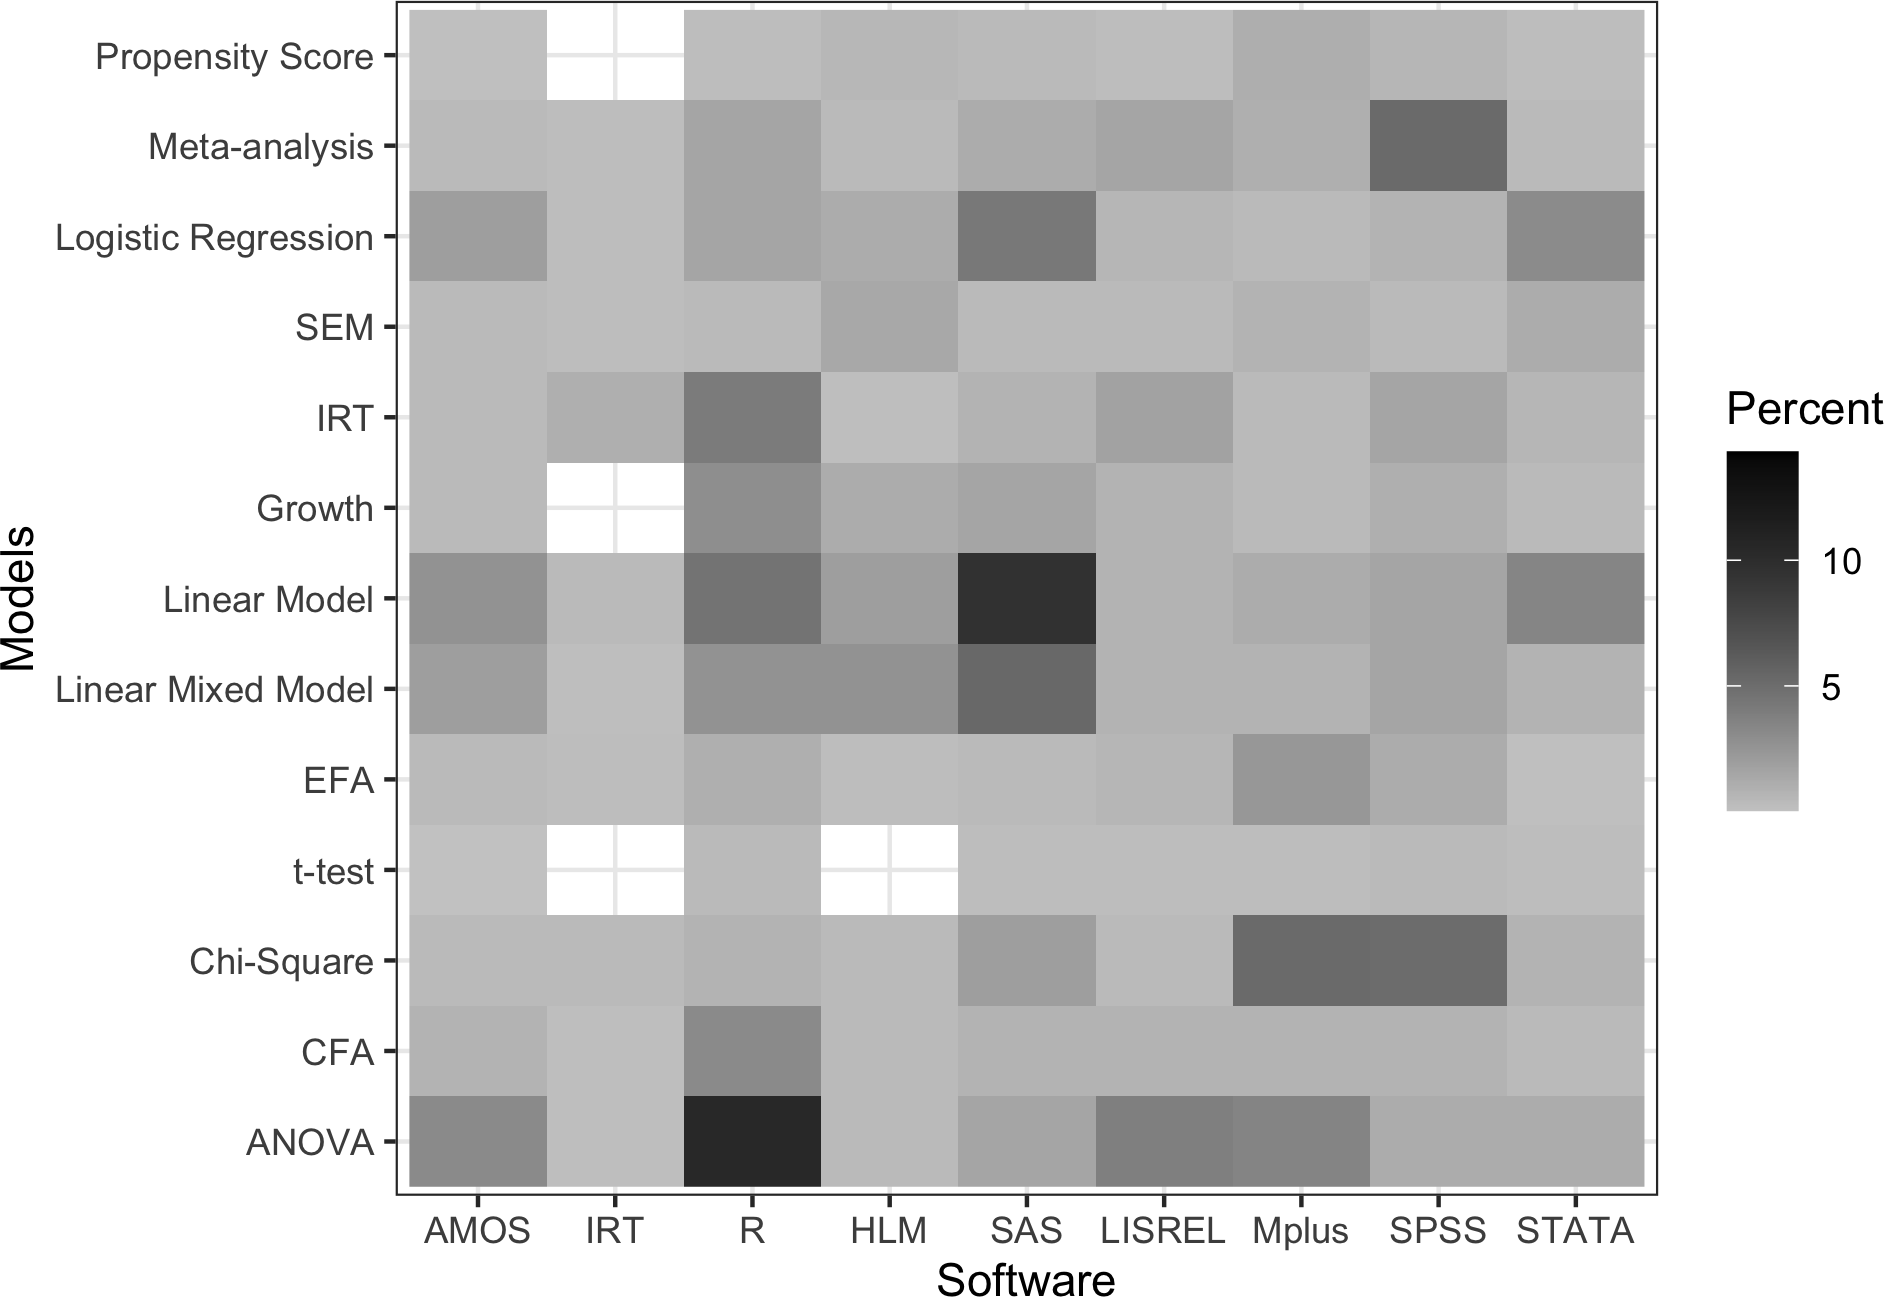 Propensity Score
Meta-analysis
Logistic Regression
SEM
IRT
Growth
Linear Model
Linear Mixed Model
EFA
t-test
Chi-Square
CFA
ANOVA
Models
AMOS IRT R HLM SAS LISREL Mplus SPSS STATA
Software
Percent
10
5